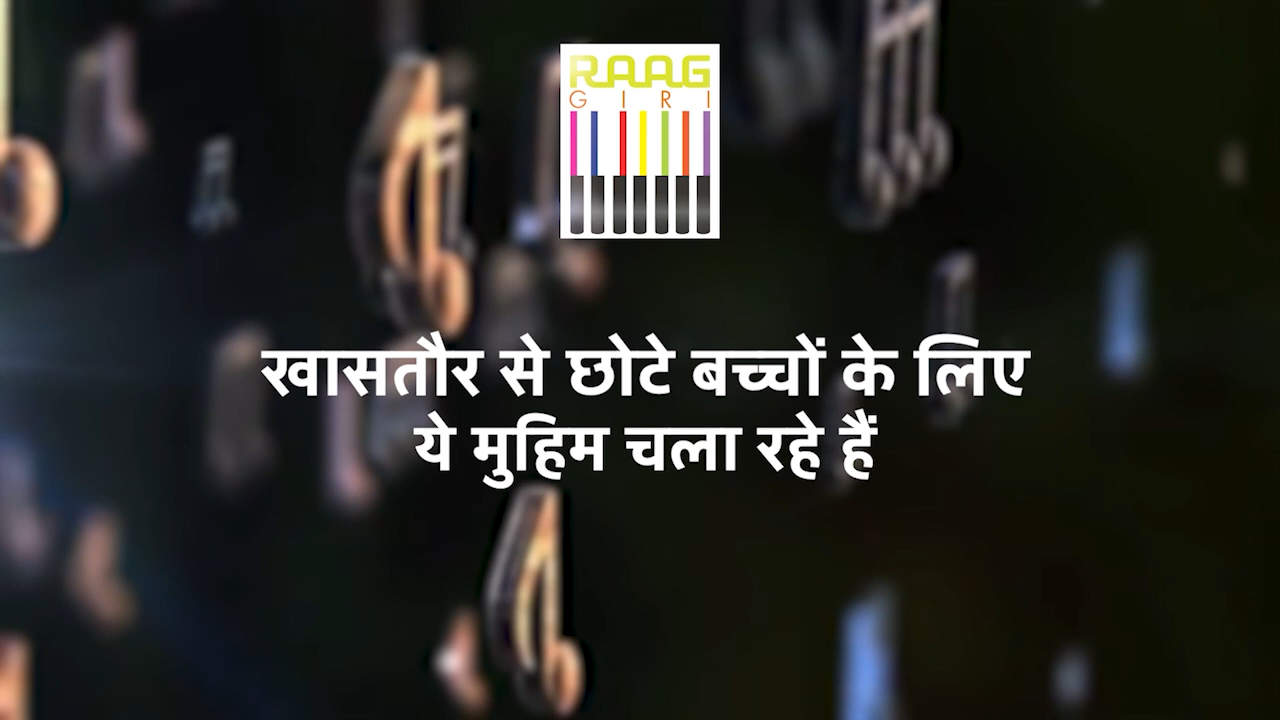 RAAG
GIRI
खासतौर से छोटे बच्चों के लिए
ये मुहिम चला रहे हैं